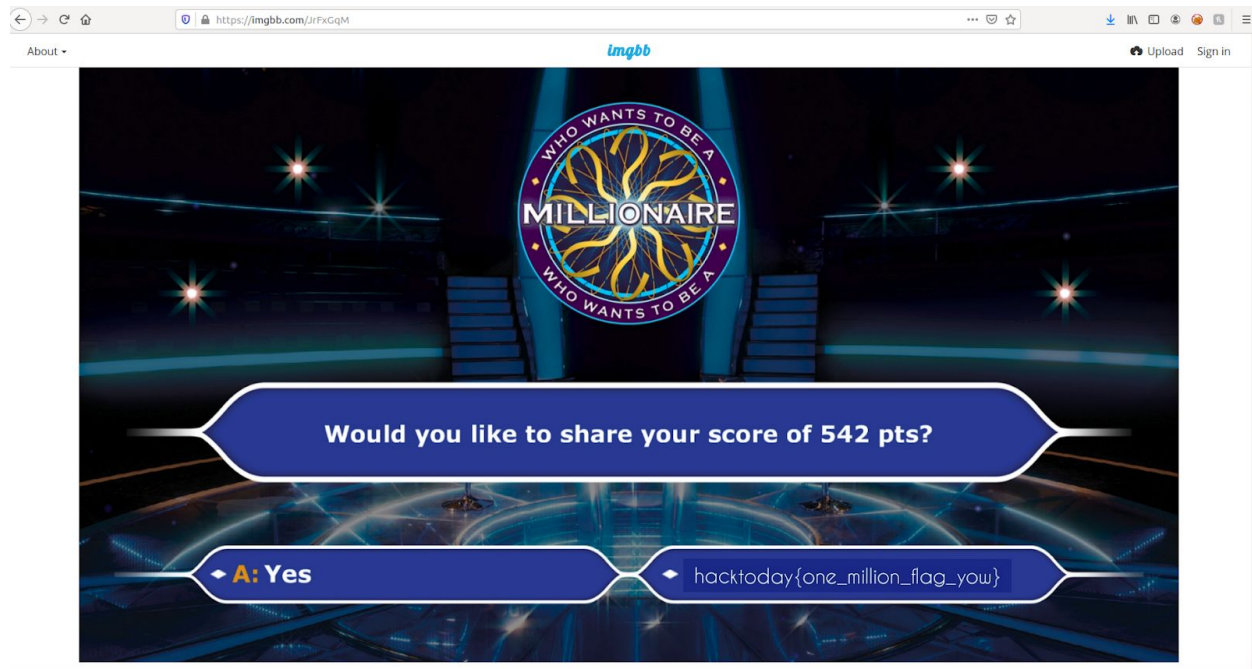 https://imgbb.com/JrFxGqM
About
imgbb
Upload Sign in
WHO WANTS TO BE A
MILLIONAIRE
WHO WANTS TO BE A
Would you like to share your score of 542 pts?
A: Yes
hacktoday{one_million_flag_yow}